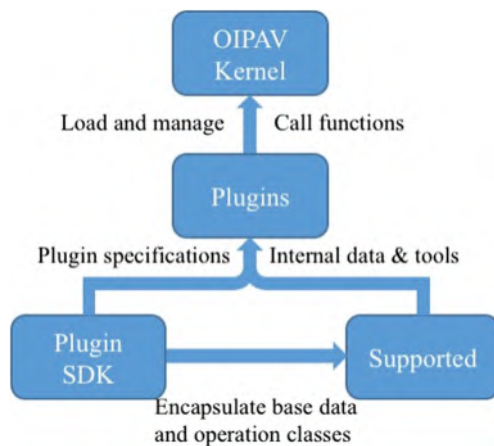 OIPAV
Kernel
Load and manage
Call functions
Plugins
Plugin specifications
Internal data & tools
Plugin
SDK
Supported
Encapsulate base data
and operation classes